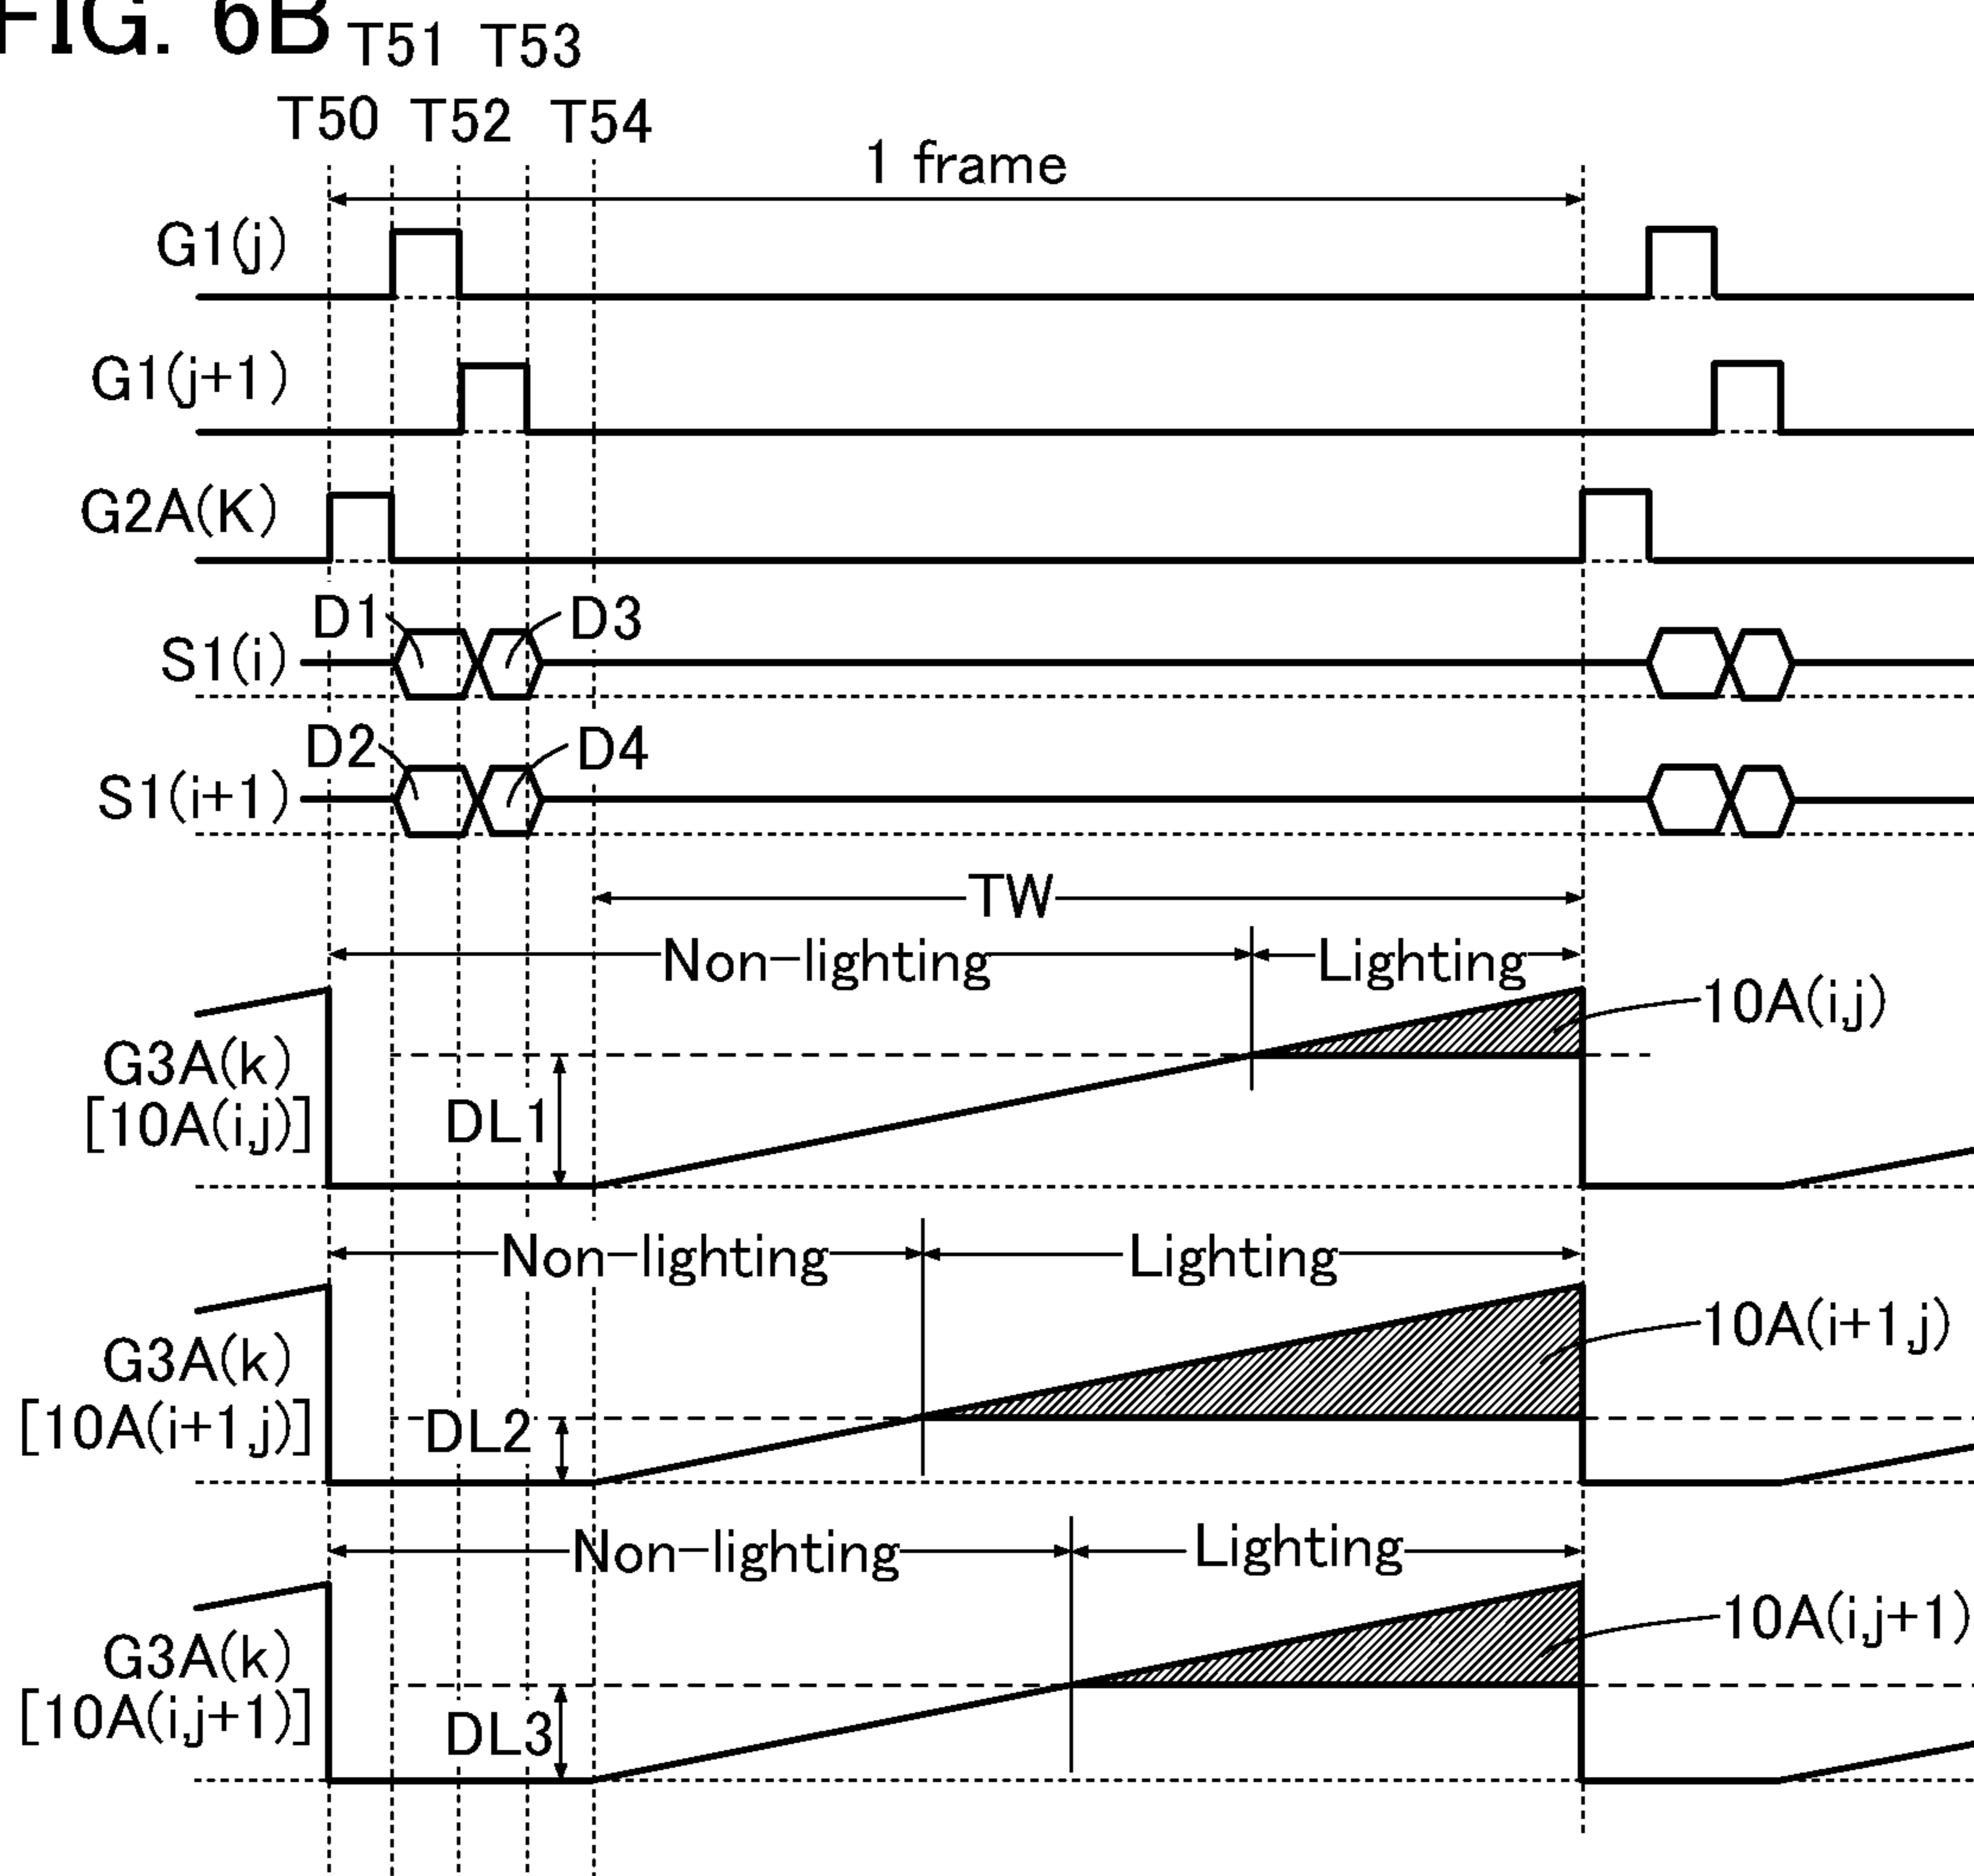 FIG. 6B
T51 T53
T50 T52 T54
1 frame
G1(j)
G1(j+1)
G2A(K)
D1 D3
S1(i)
D2 D4
S1(i+1)
TW
Non-lighting Lighting
10A(i,j)
G3A(k)
[10A(i,j)]
DL1
Non-lighting Lighting
10A(i+1,j)
G3A(k)
[10A(i+1,j)]
DL2
Non-lighting Lighting
10A(i,j+1)
G3A(k)
[10A(i,j+1)]
DL3